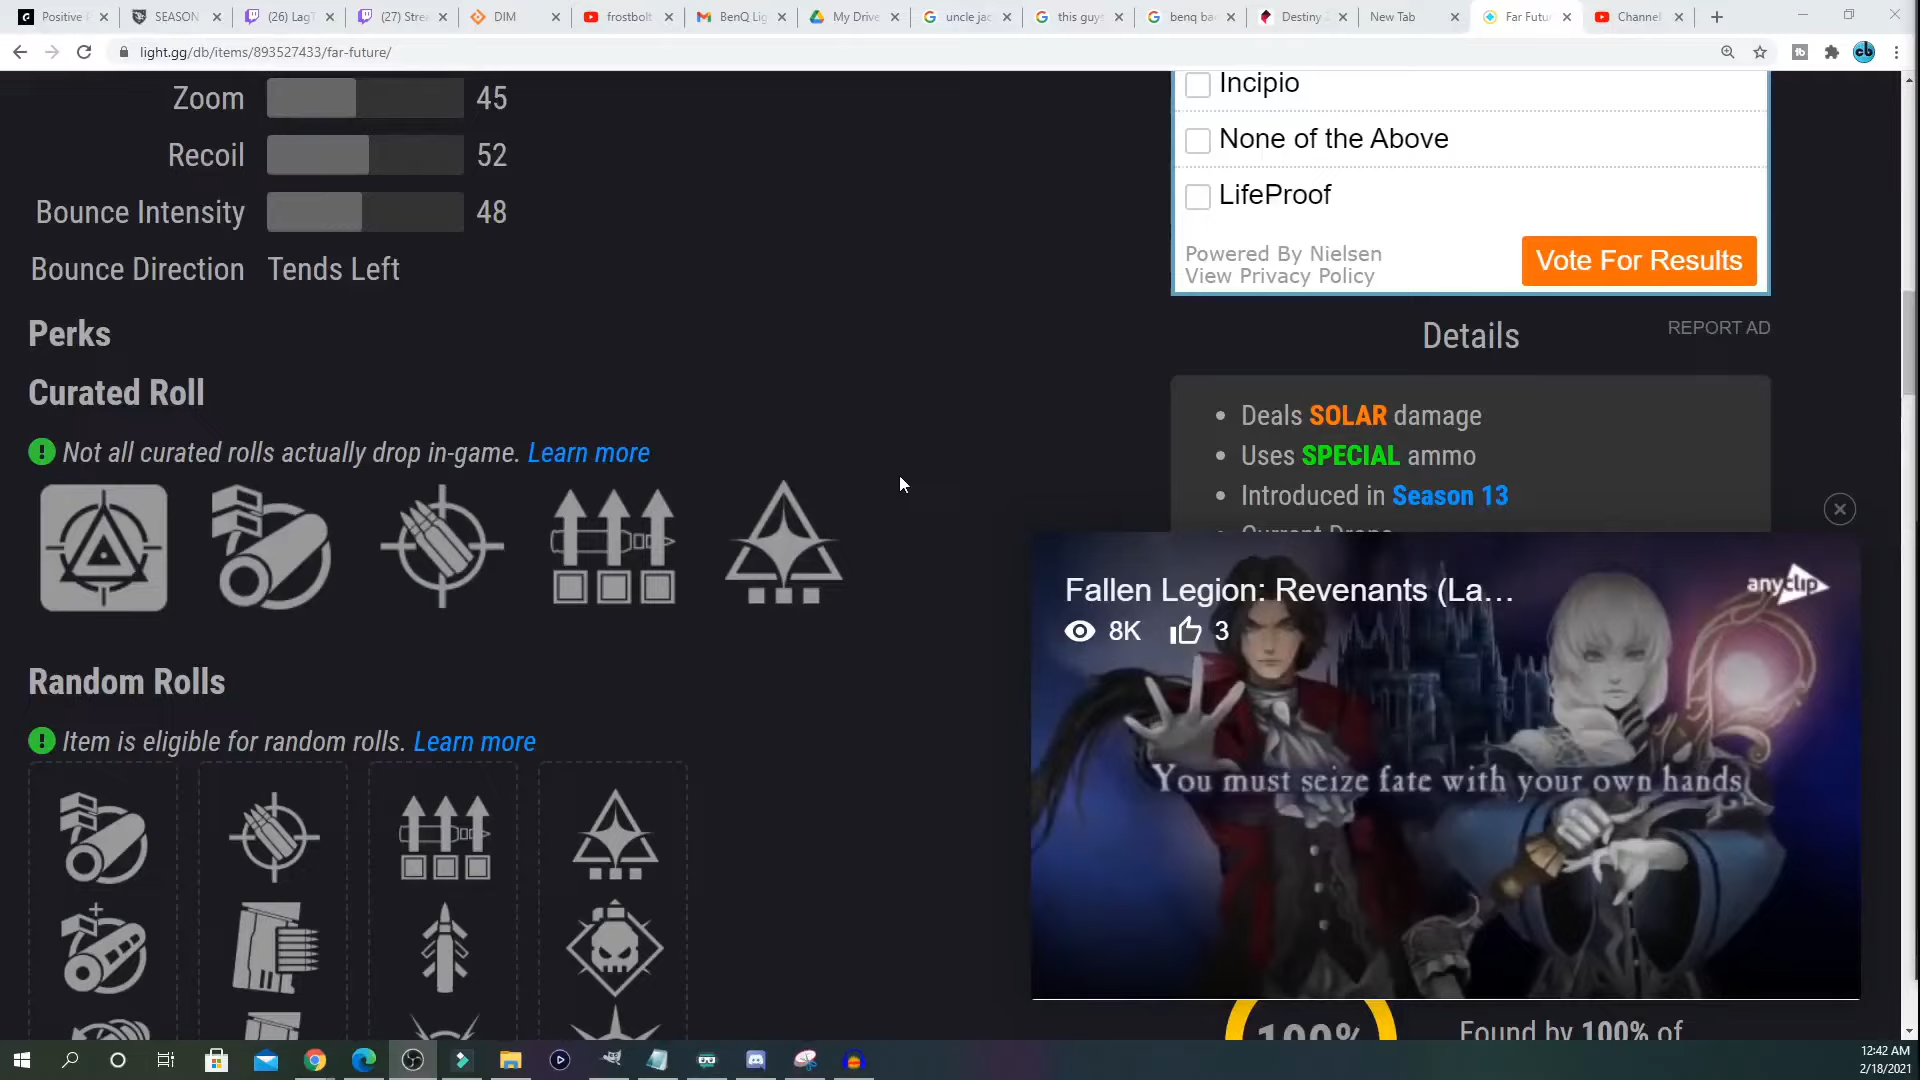 Positive F
SEASON
(26) LagT
(27) Stre
DIM
frostbolt
BenQ Lig
My Drive
uncle jac
this guy
benq ba
Destiny
New Tab
Far Futu
Channel
light.gg/db/items/893527433/far-future/
Zoom 45
Recoil 52
Bounce Intensity 48
Bounce Direction Tends Left
Perks
Curated Roll
Not all curated rolls actually drop in-game. Learn more
Random Rolls
Item is eligible for random rolls. Learn more
Incipio
None of the Above
LifeProof
Powered By Nielsen
View Privacy Policy
Vote For Results
Details
REPORT AD
Deals SOLAR damage
Uses SPECIAL ammo
Introduced in Season 13
Fallen Legion: Revenants (La...
8K 3
anyclip
You must seize fate with your own hands
100%
Found by 100% of
12:42 AM
2/18/2021